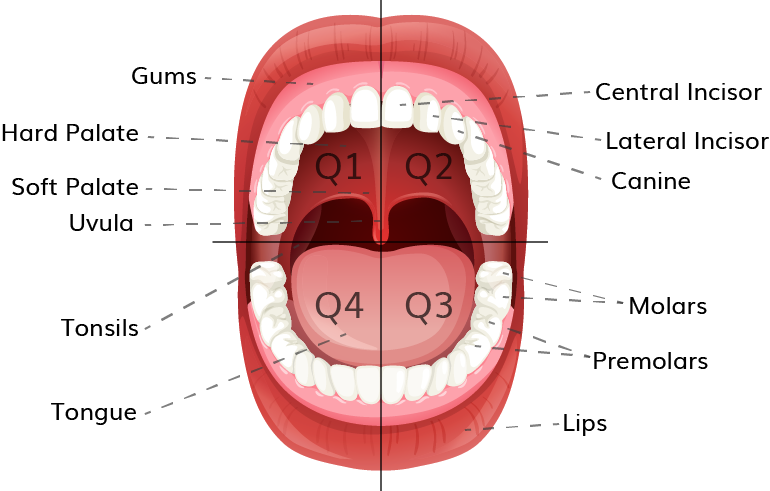 Gums
Central Incisor
Hard Palate
Lateral Incisor
Q1 Q2
Soft Palate
Canine
Uvula
Q4 Q3
Molars
Tonsils
Premolars
Tongue
Lips